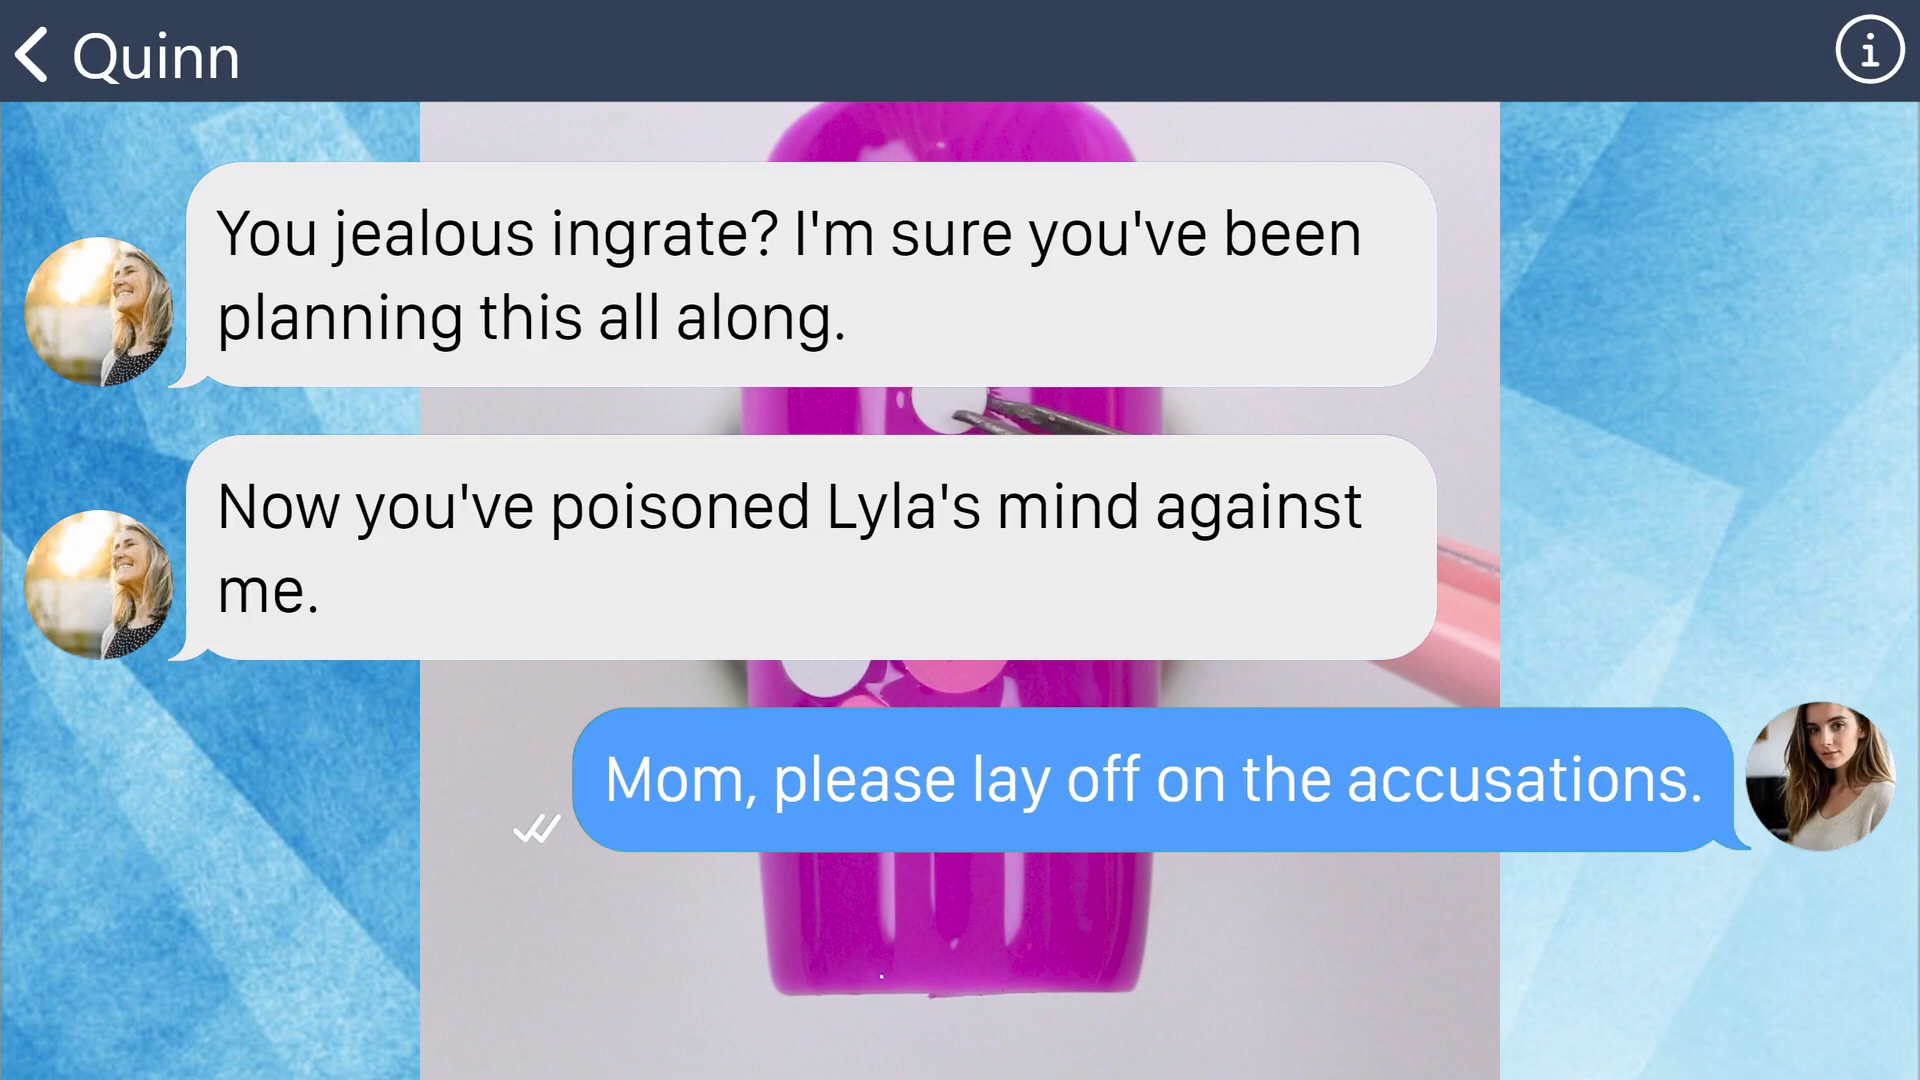 Quinn
You jealous ingrate? I'm sure you've been
planning this all along.
Now you've poisoned Lyla's mind against
me.
Mom, please lay off on the accusations.